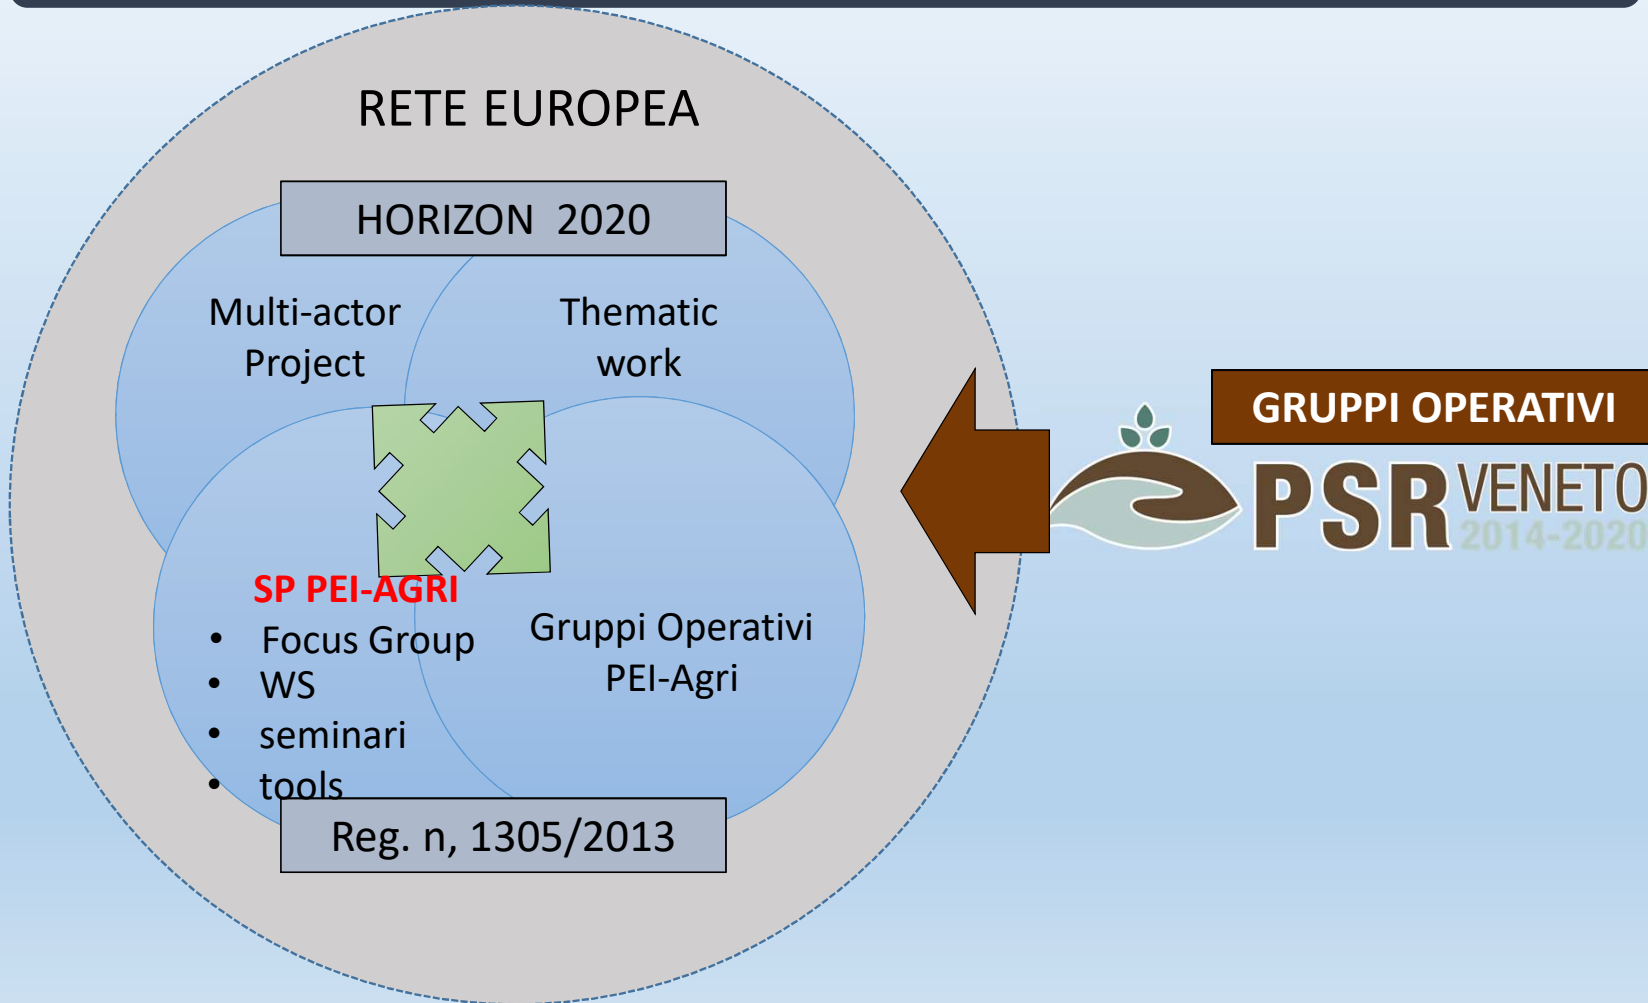 RETE EUROPEA
HORIZON 2020
Multi-actor
Project
Thematic
work
SP PEI-AGRI
• Focus Group
• WS
• seminari
• tools
Gruppi Operativi
PEI-Agri
Reg. n, 1305/2013
GRUPPI OPERATIVI
PSR VENETO
2014-2020